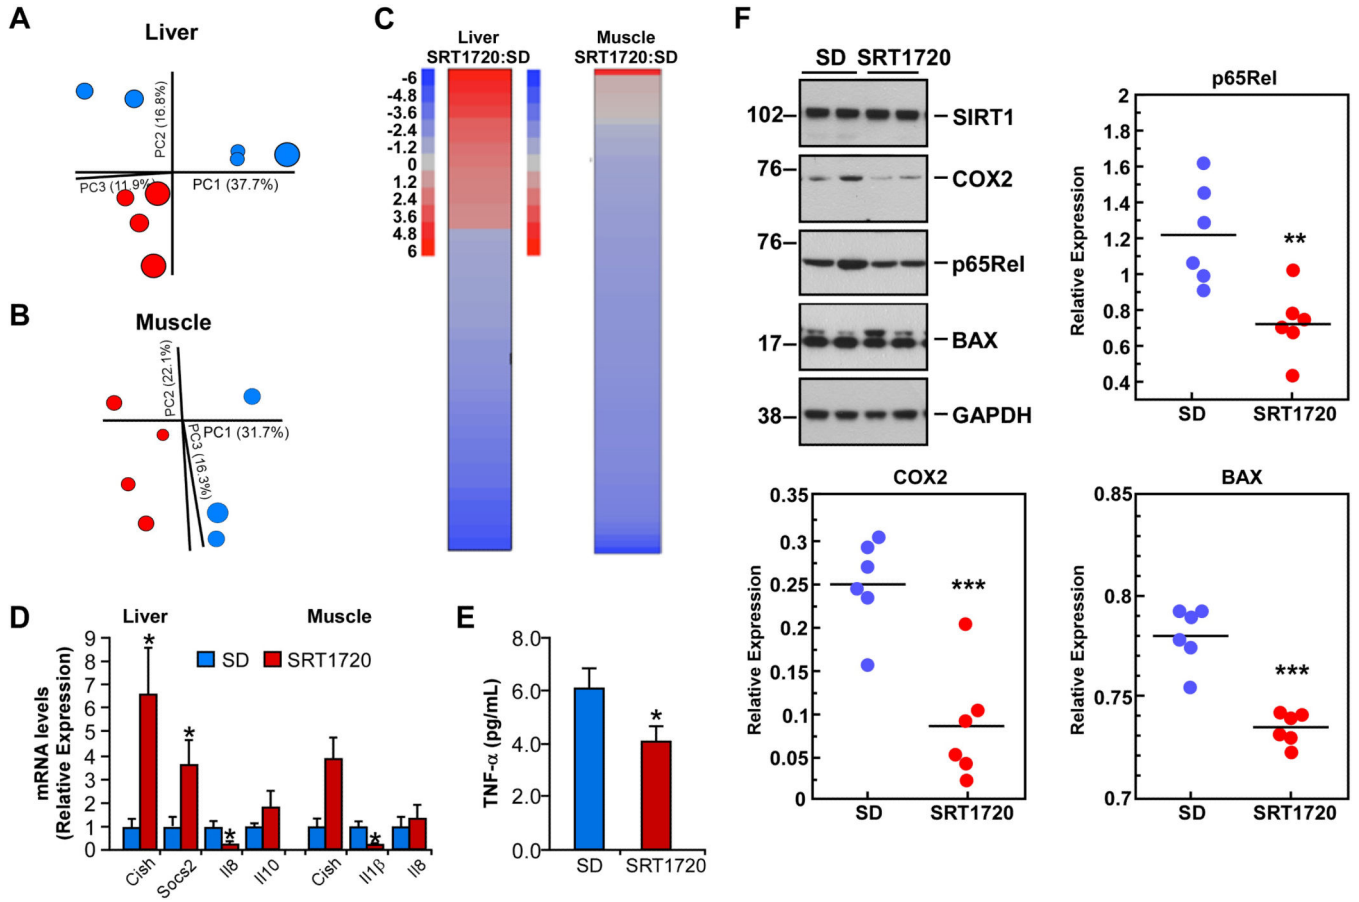 A
Liver
PC2 (16.8%)
PC3 (11.9%)
PC1 (37.7%)
B
Muscle
PC2 (22.1%)
PC1 (31.7%)
PC3 (16.3%)
C
Liver
SRT1720:SD
Muscle
SRT1720:SD
-6
-4.8
-3.6
-2.4
-1.2
0
1.2
2.4
3.6
4.8
6
D
Liver
Muscle
SD
SRT1720
mRNA levels
(Relative Expression)
9
8
7
6
5
4
3
2
1
0
*
*
*
*
Cish
Socs2
Il8
Il10
Cish
Il1β
Il8
E
TNF-α (pg/mL)
8.0
6.0
4.0
2.0
0.0
*
SD
SRT1720
F
SD
SRT1720
102
SIRT1
76
COX2
76
p65Rel
17
BAX
38
GAPDH
p65Rel
Relative Expression
2
1.8
1.6
1.4
1.2
1
0.8
0.6
0.4
**
SD
SRT1720
COX2
Relative Expression
0.35
0.3
0.25
0.2
0.15
0.1
0.05
0
***
SD
SRT1720
BAX
Relative Expression
0.85
0.8
0.75
0.7
***
SD
SRT1720